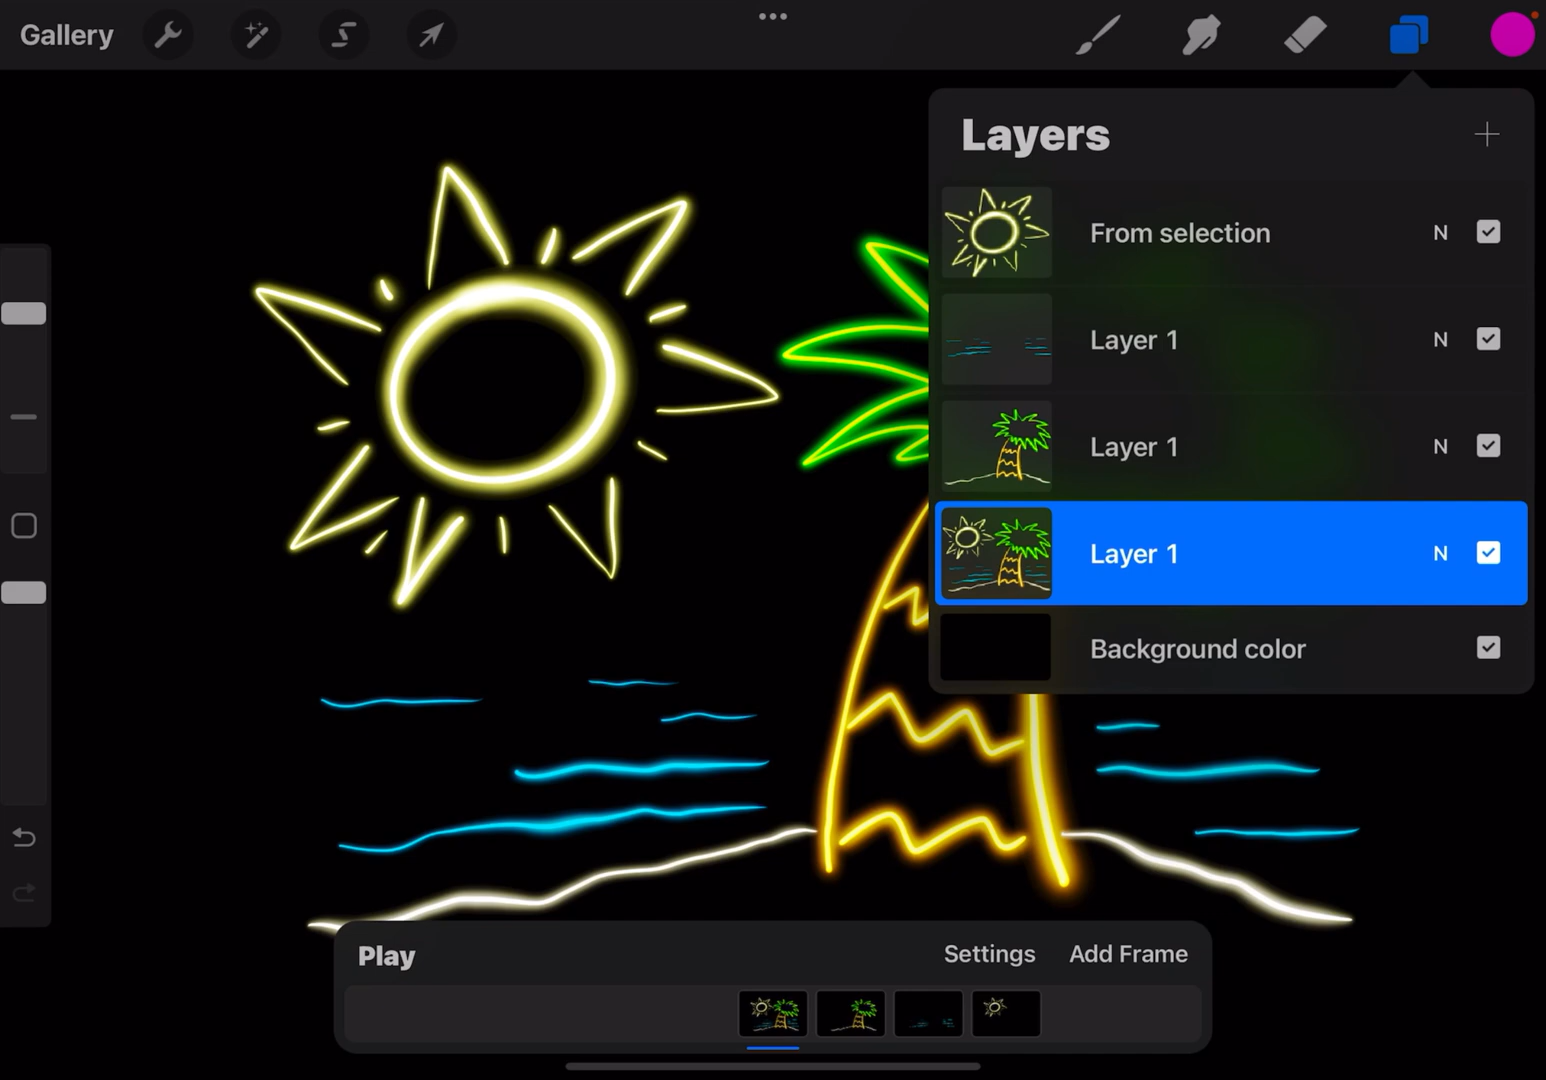 Gallery
Layers
From selection N
Layer 1 N
Layer 1 N
Layer 1 N
Background color
Play Settings Add Frame